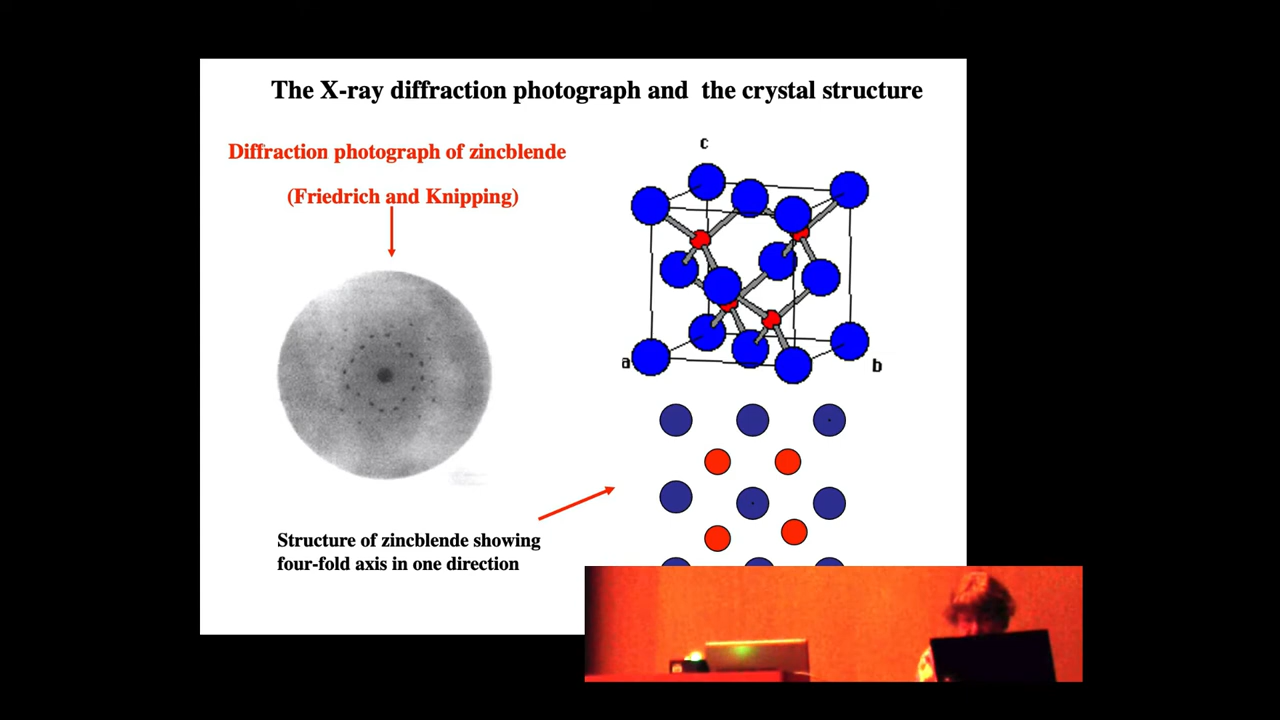 The X-ray diffraction photograph and the crystal structure
Diffraction photograph of zincblende
(Friedrich and Knipping)
c
a
b
Structure of zincblende showing
four-fold axis in one direction